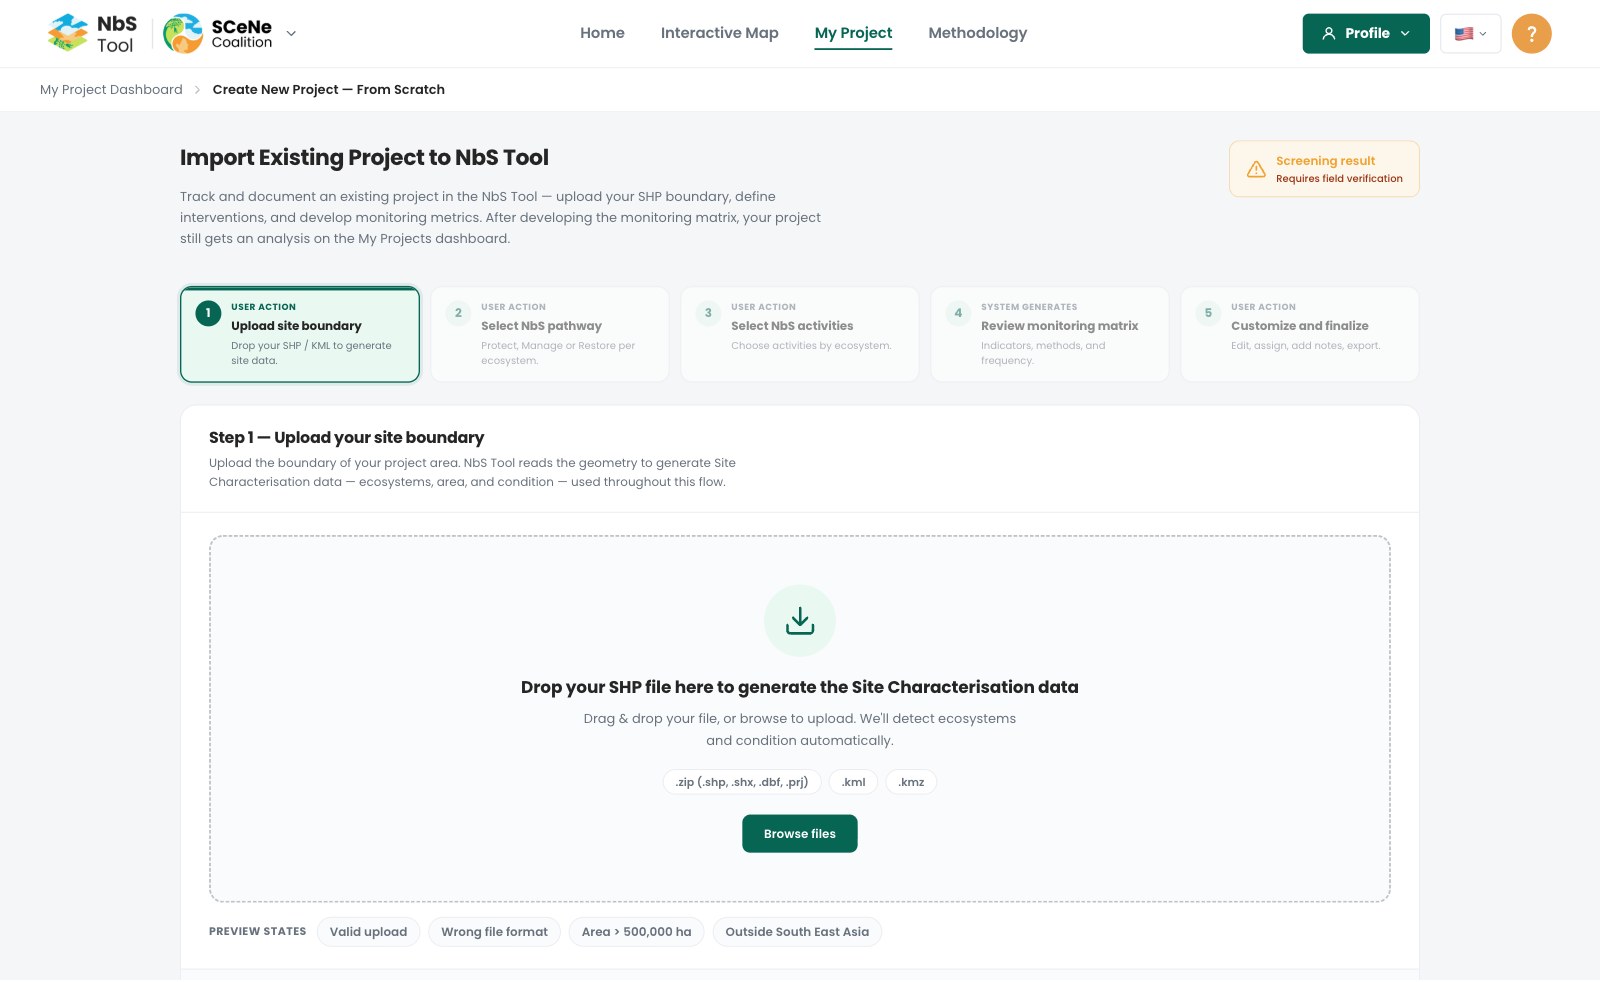 NbS
Tool
SCeNe
Coalition
Home
Interactive Map
My Project
Methodology
Profile
?
My Project Dashboard
Create New Project — From Scratch
Import Existing Project to NbS Tool
Track and document an existing project in the NbS Tool — upload your SHP boundary, define
interventions, and develop monitoring metrics. After developing the monitoring matrix, your project
still gets an analysis on the My Projects dashboard.
Screening result
Requires field verification
1
USER ACTION
Upload site boundary
Drop your SHP / KML to generate
site data.
2
USER ACTION
Select NbS pathway
Protect, Manage or Restore per
ecosystem.
3
USER ACTION
Select NbS activities
Choose activities by ecosystem.
4
SYSTEM GENERATES
Review monitoring matrix
Indicators, methods, and
frequency.
5
USER ACTION
Customize and finalize
Edit, assign, add notes, export.
Step 1 — Upload your site boundary
Upload the boundary of your project area. NbS Tool reads the geometry to generate Site
Characterisation data — ecosystems, area, and condition — used throughout this flow.
Drop your SHP file here to generate the Site Characterisation data
Drag & drop your file, or browse to upload. We'll detect ecosystems
and condition automatically.
.zip (.shp, .shx, .dbf, .prj)
.kml
.kmz
Browse files
PREVIEW STATES
Valid upload
Wrong file format
Area > 500,000 ha
Outside South East Asia